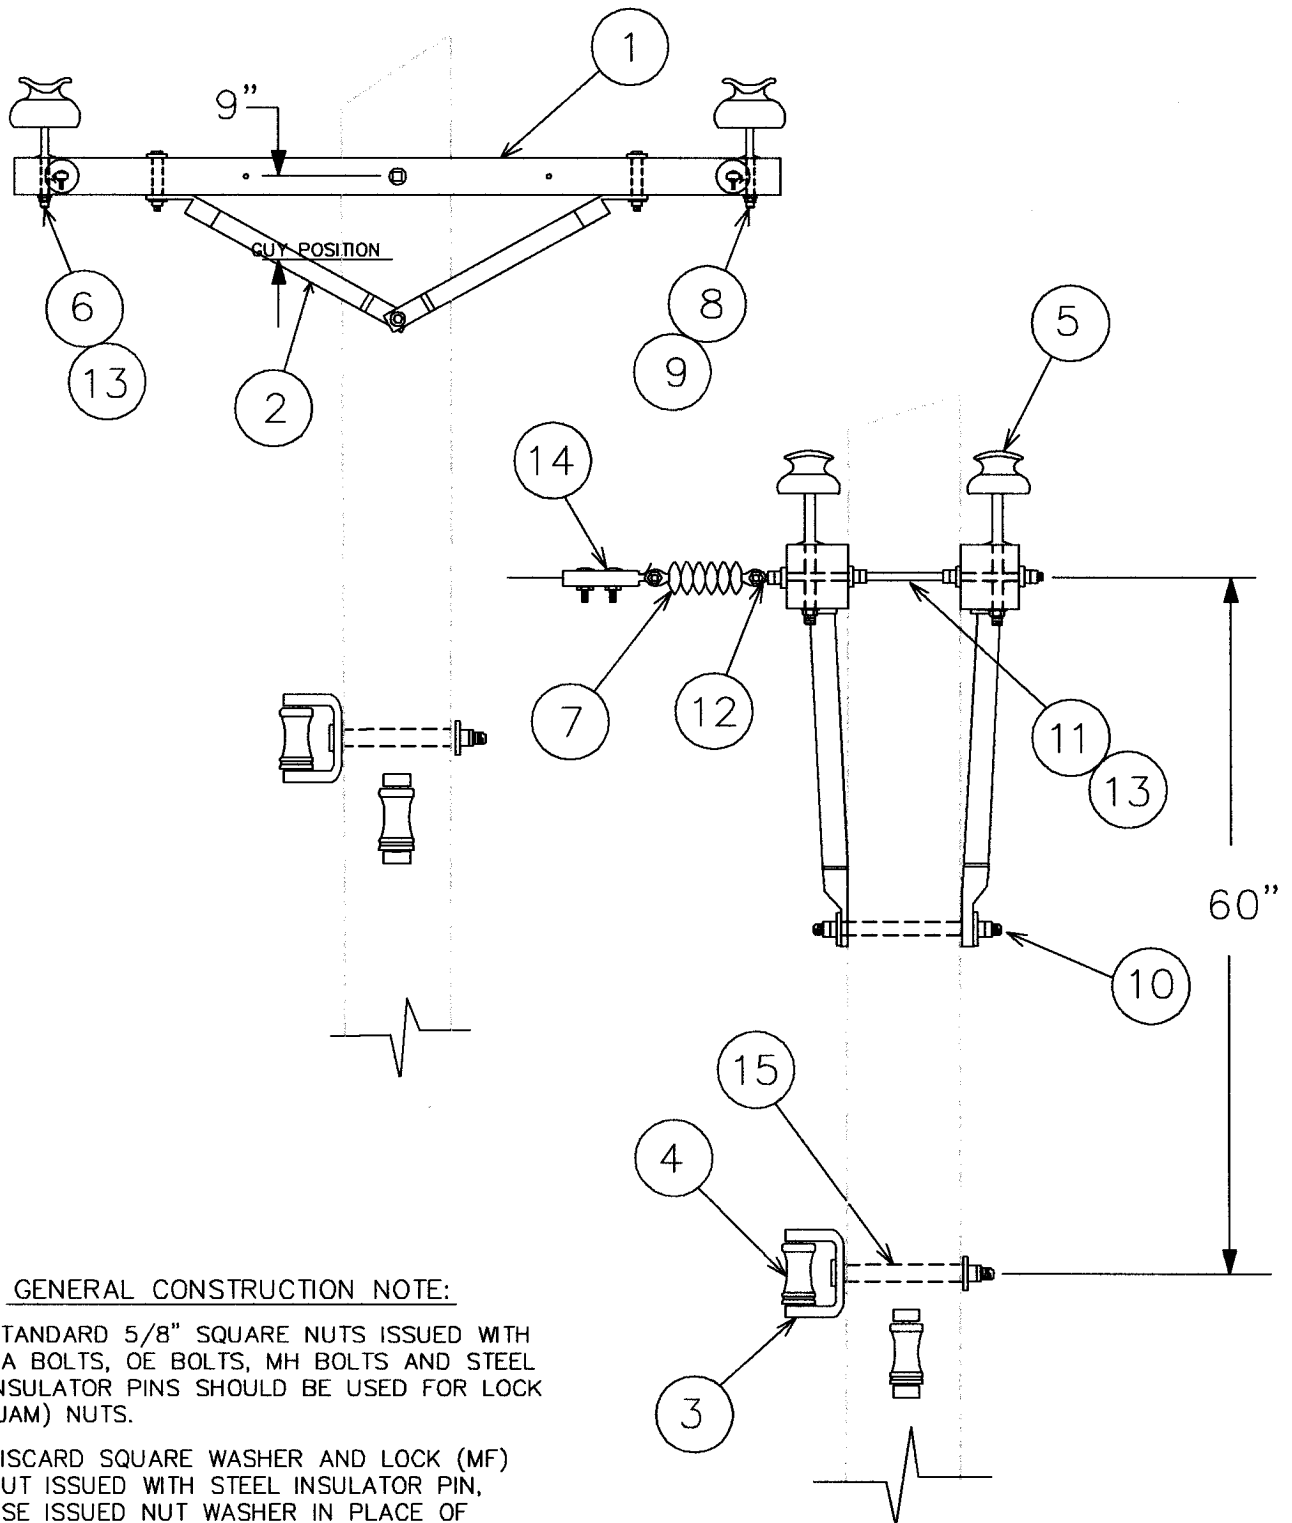 1
9"
GUY POSITION
6
13
2
8
9
5
14
7
12
11
13
60"
10
15
4
3
GENERAL CONSTRUCTION NOTE:
TANDARD 5/8" SQUARE NUTS ISSUED WITH
A BOLTS, OE BOLTS, MH BOLTS AND STEEL
NSULATOR PINS SHOULD BE USED FOR LOCK
JAM) NUTS.
ISCARD SQUARE WASHER AND LOCK (MF)
UT ISSUED WITH STEEL INSULATOR PIN,
SE ISSUED NUT WASHER IN PLACE OF